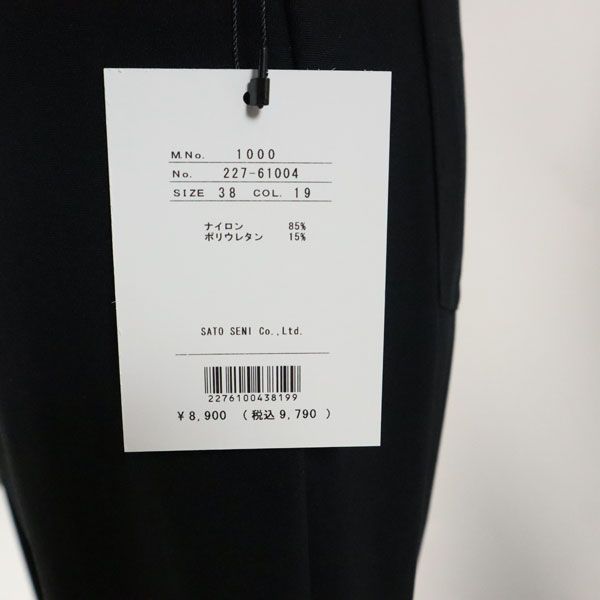 M.No. 1000
No. 227-61004
SIZE 38 COL. 19
ナイロン 85%
ポリウレタン 15%
SATO SENI Co.,Ltd.
2276100438199
¥8,900 (税込9,790 )